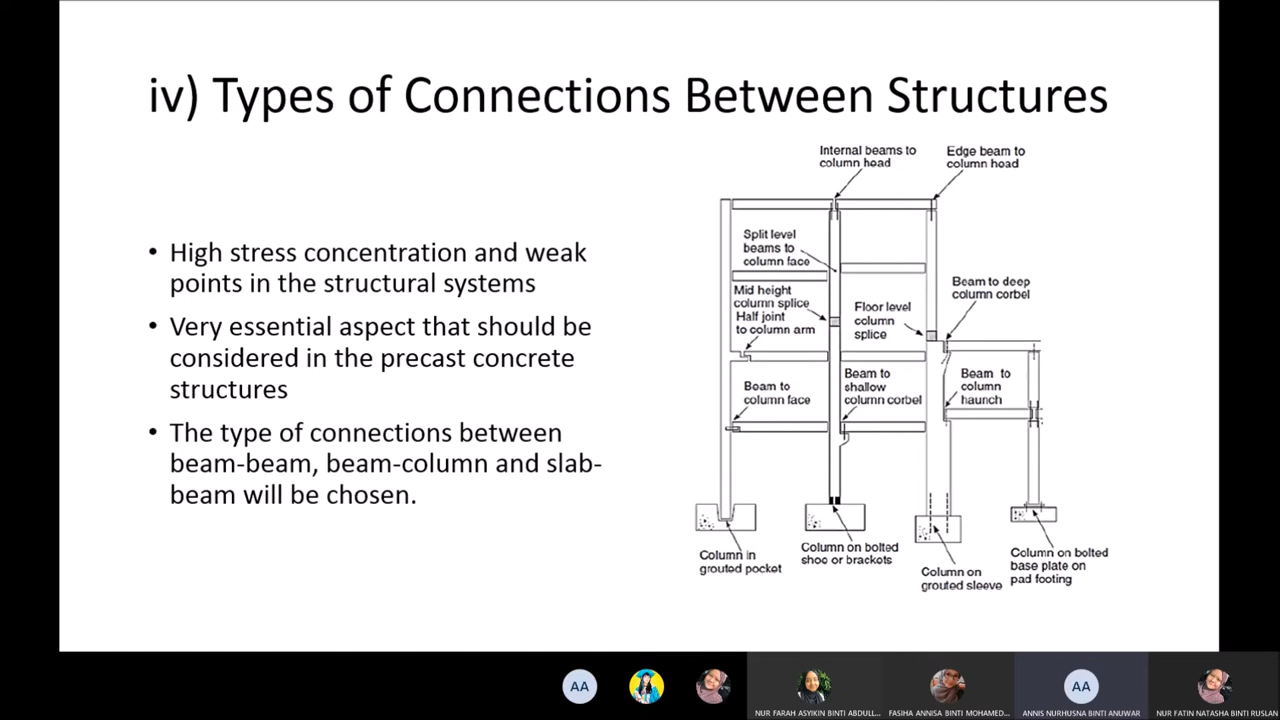 iv) Types of Connections Between Structures
• High stress concentration and weak
points in the structural systems
• Very essential aspect that should be
considered in the precast concrete
structures
• The type of connections between
beam-beam, beam-column and slab-
beam will be chosen.
Internal beams to
column head
Edge beam to
column head
Split level
beams to
column face
Mid height
column splice
Half joint
to column arm
Floor level
column
splice
Beam to deep
column corbel
Beam to
column face
Beam to
shallow
column corbel
Beam to
column
haunch
Column in
grouted pocket
Column on bolted
shoe or brackets
Column on
grouted sleeve
Column on bolted
base plate on
pad footing
AA
NUR FARAH ASYIKIN BINTI ABDULL...
FASIHA ANNISA BINTI MOHAMED...
AA
ANNIS NURHUSNA BINTI ANUWAR
NUR FATIN NATASHA BINTI RUSLAN